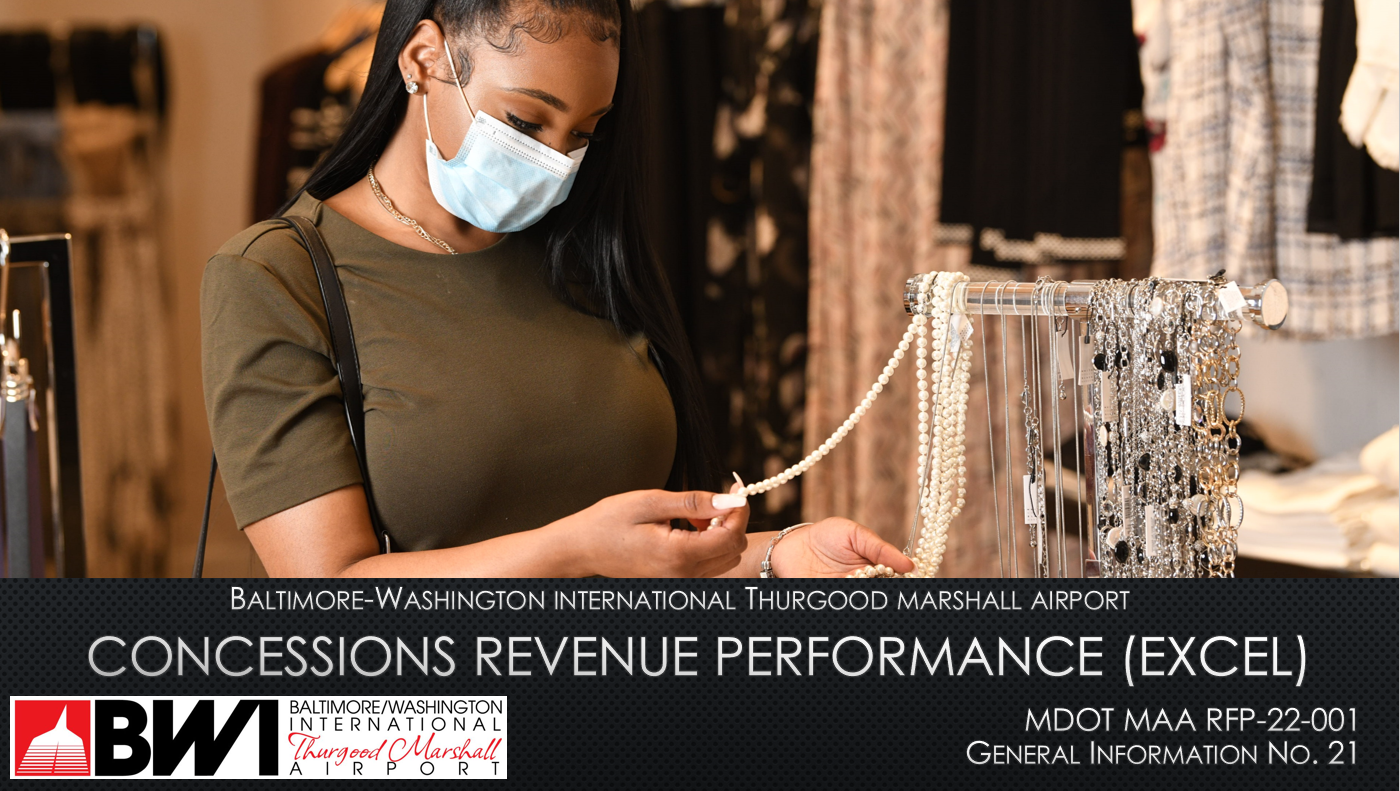 Baltimore-Washington international Thurgood marshall airport
CONCESSIONS REVENUE PERFORMANCE (EXCEL)
BWI
BALTIMORE/WASHINGTON
INTERNATIONAL
Thurgood Marshall
AIRPORT
MDOT MAA RFP-22-001
General Information No. 21